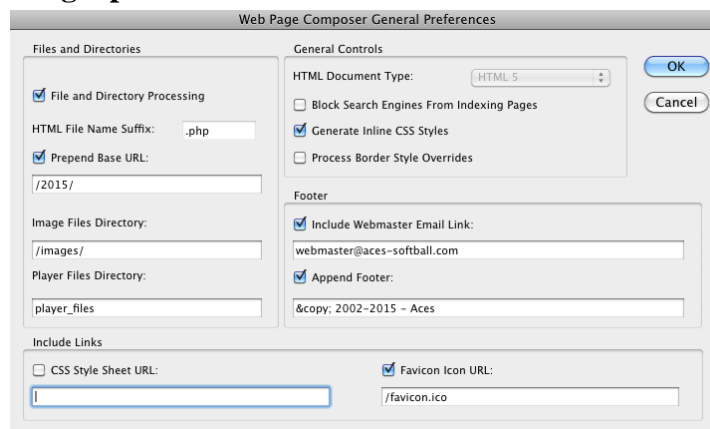 Web Page Composer General Preferences
Files and Directories
File and Directory Processing
HTML File Name Suffix: .php
Prepend Base URL:
/2015/
Image Files Directory:
/images/
Player Files Directory:
player_files
General Controls
HTML Document Type: HTML 5
Block Search Engines From Indexing Pages
Generate Inline CSS Styles
Process Border Style Overrides
OK
Cancel
Footer
Include Webmaster Email Link:
webmaster@aces-softball.com
Append Footer:
&copy; 2002-2015 - Aces
Include Links
CSS Style Sheet URL:
Favicon Icon URL:
/favicon.ico